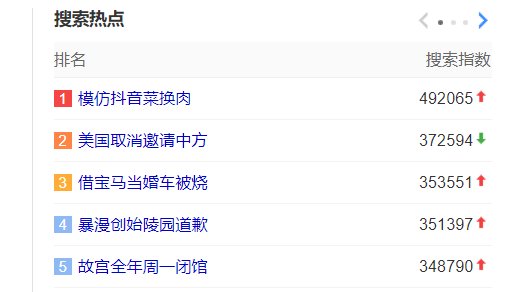 搜索热点
排名 搜索指数
1 模仿抖音菜换肉 492065
2 美国取消邀请中方 372594
3 借宝马当婚车被烧 353551
4 暴漫创始陵园道歉 351397
5 故宫全年周一闭馆 348790